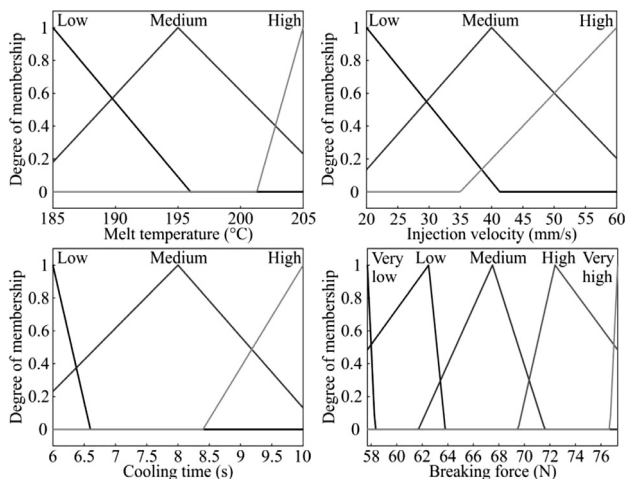 Low Medium High
Degree of membership
1
0.8
0.6
0.4
0.2
0
185 190 195 200 205
Melt temperature (°C)
Low Medium High
Degree of membership
1
0.8
0.6
0.4
0.2
0
20 25 30 35 40 45 50 55 60
Injection velocity (mm/s)
Low Medium High
Degree of membership
1
0.8
0.6
0.4
0.2
0
6 6.5 7 7.5 8 8.5 9 9.5 10
Cooling time (s)
Very low Low Medium High Very high
Degree of membership
1
0.8
0.6
0.4
0.2
0
58 60 62 64 66 68 70 72 74 76
Breaking force (N)